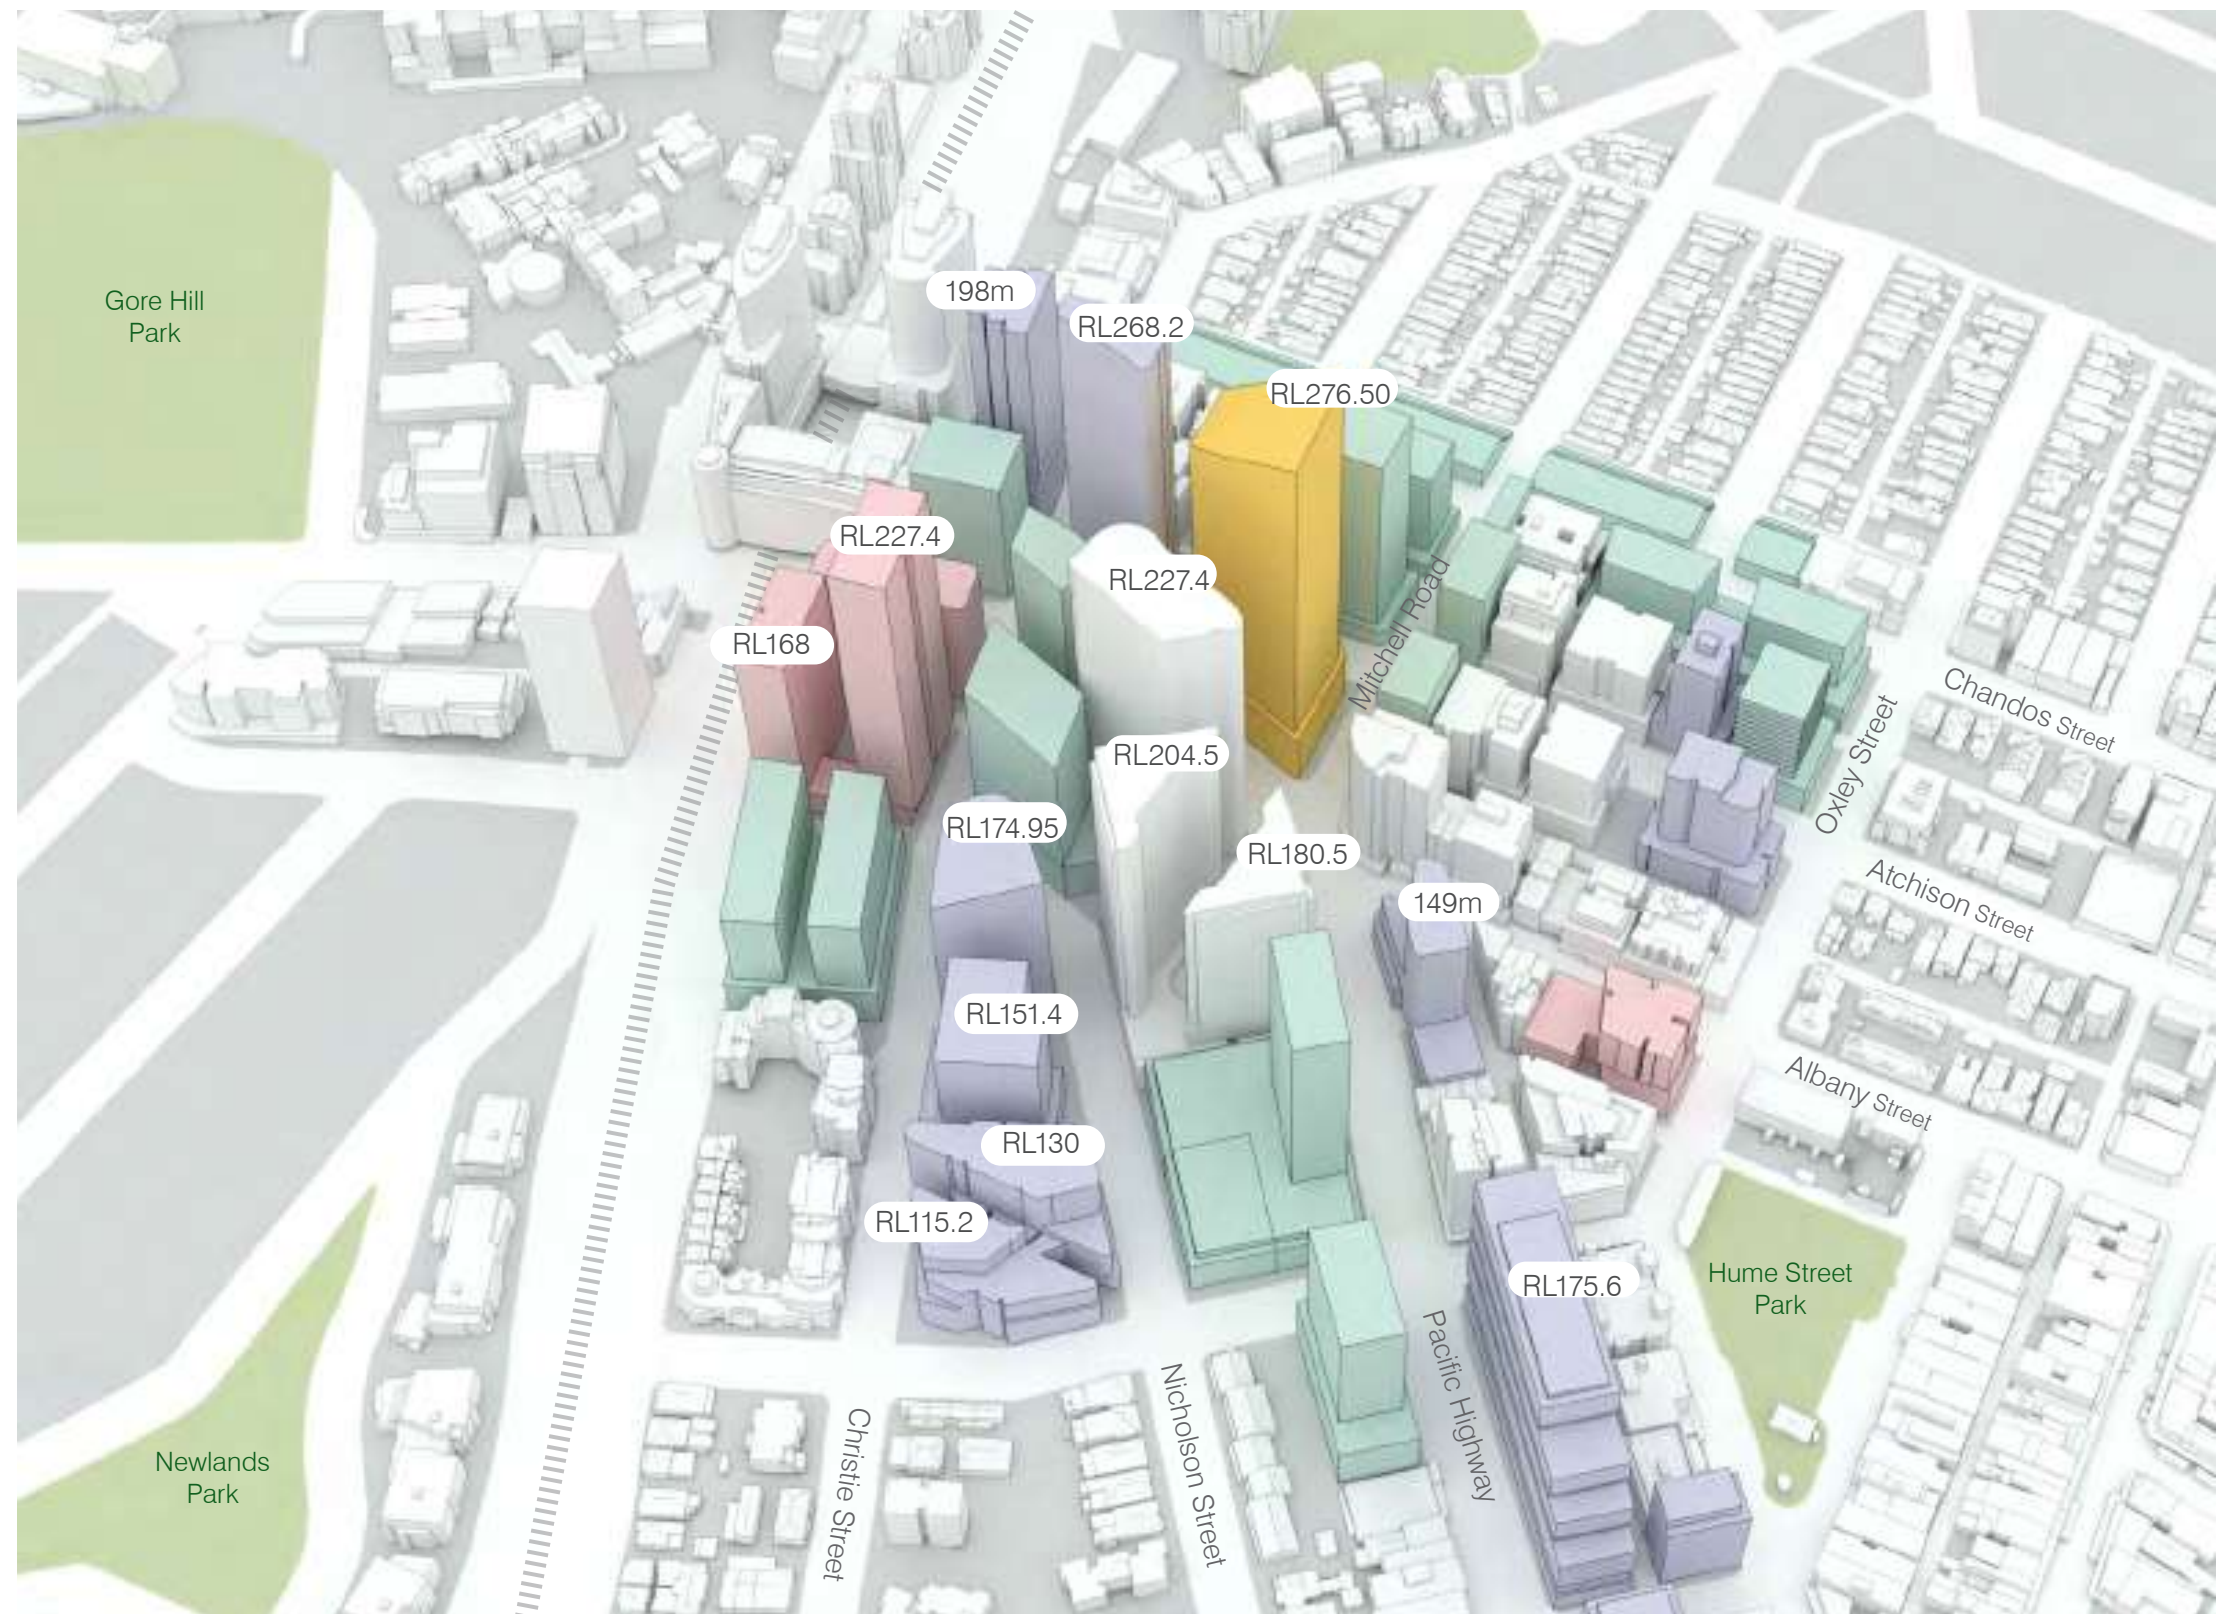 198m
Gore Hill
Park
RL268.2
RL276.50
RL227.4
RL227.4
Mitchell Road
RL168
Chandos Street
RL204.5
Oxley Street
RL174.95
RL180.5
149m
Atchison Street
RL151.4
Albany Street
RL130
RL115.2
Hume Street
Park
RL175.6
Pacific Highway
Nicholson Street
Christie Street
Newlands
Park